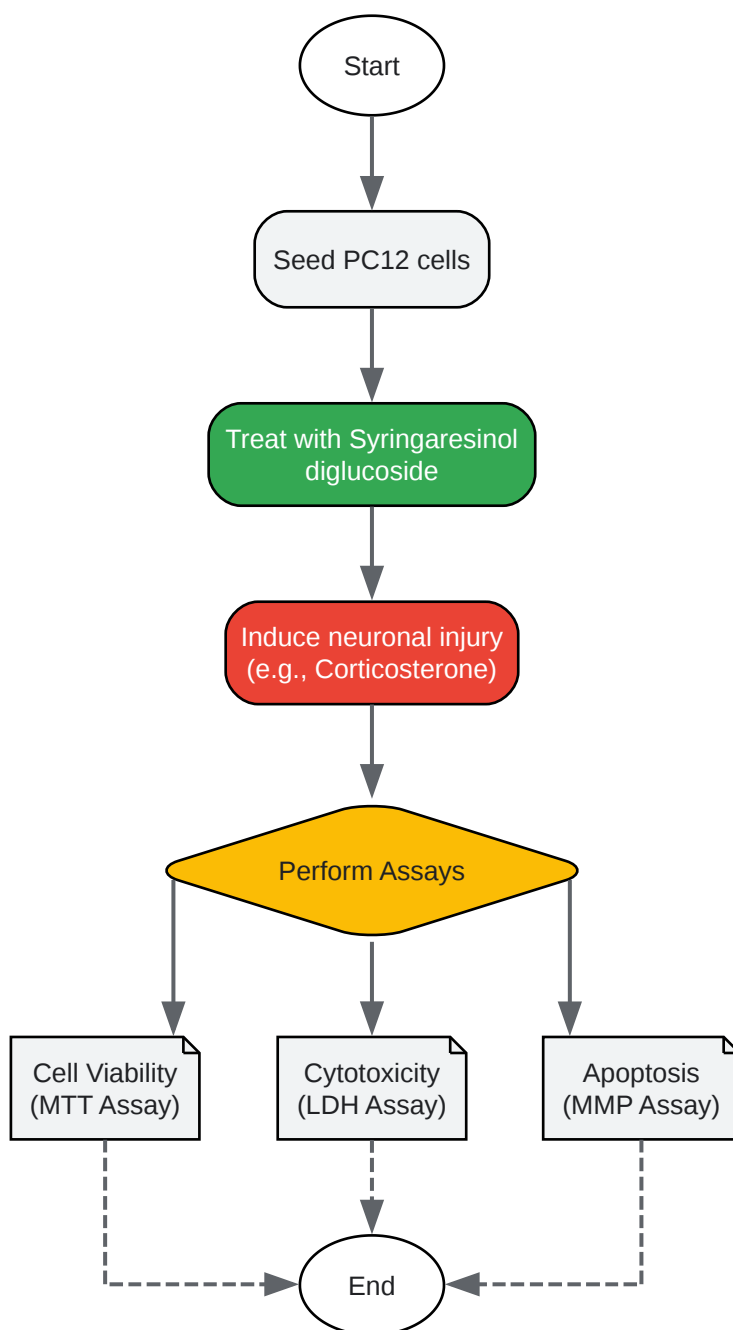 Start
Seed PC12 cells
Treat with Syringaresinol
diglucoside
Induce neuronal injury
(e.g., Corticosterone)
Perform Assays
Cell Viability
(MTT Assay)
Cytotoxicity
(LDH Assay)
Apoptosis
(MMP Assay)
End